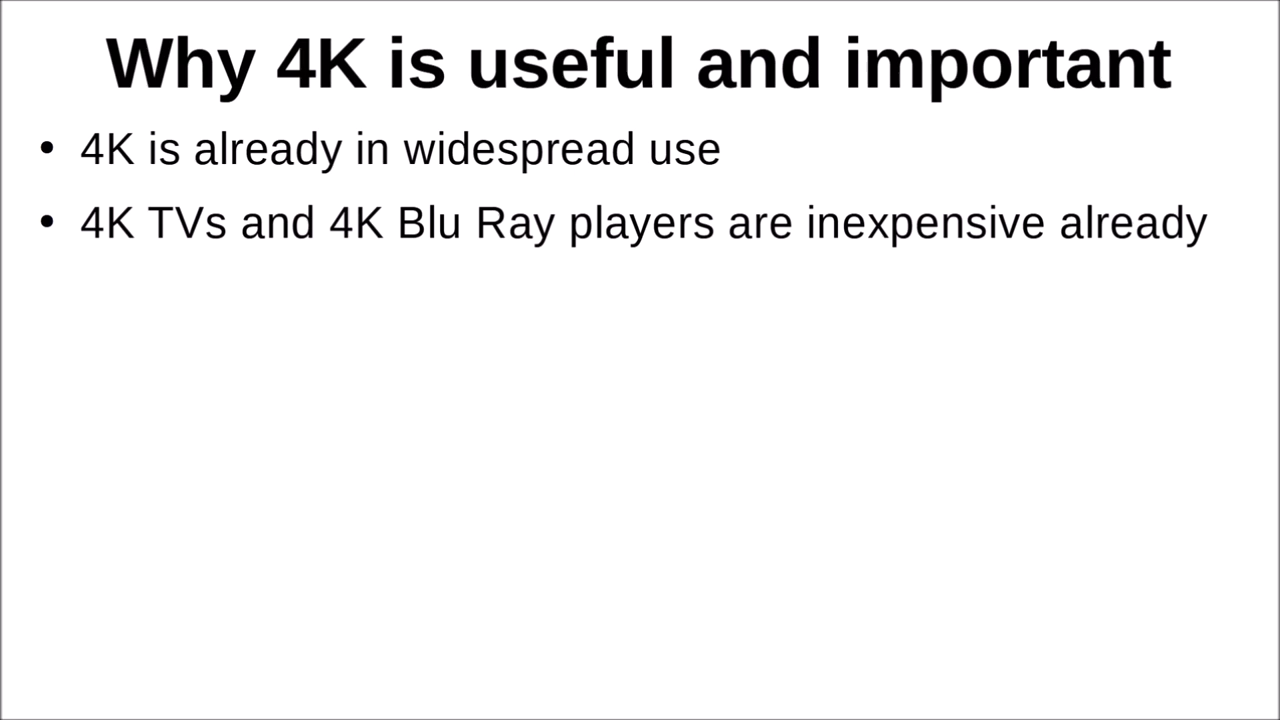 Why 4K is useful and important
• 4K is already in widespread use
• 4K TVs and 4K Blu Ray players are inexpensive already